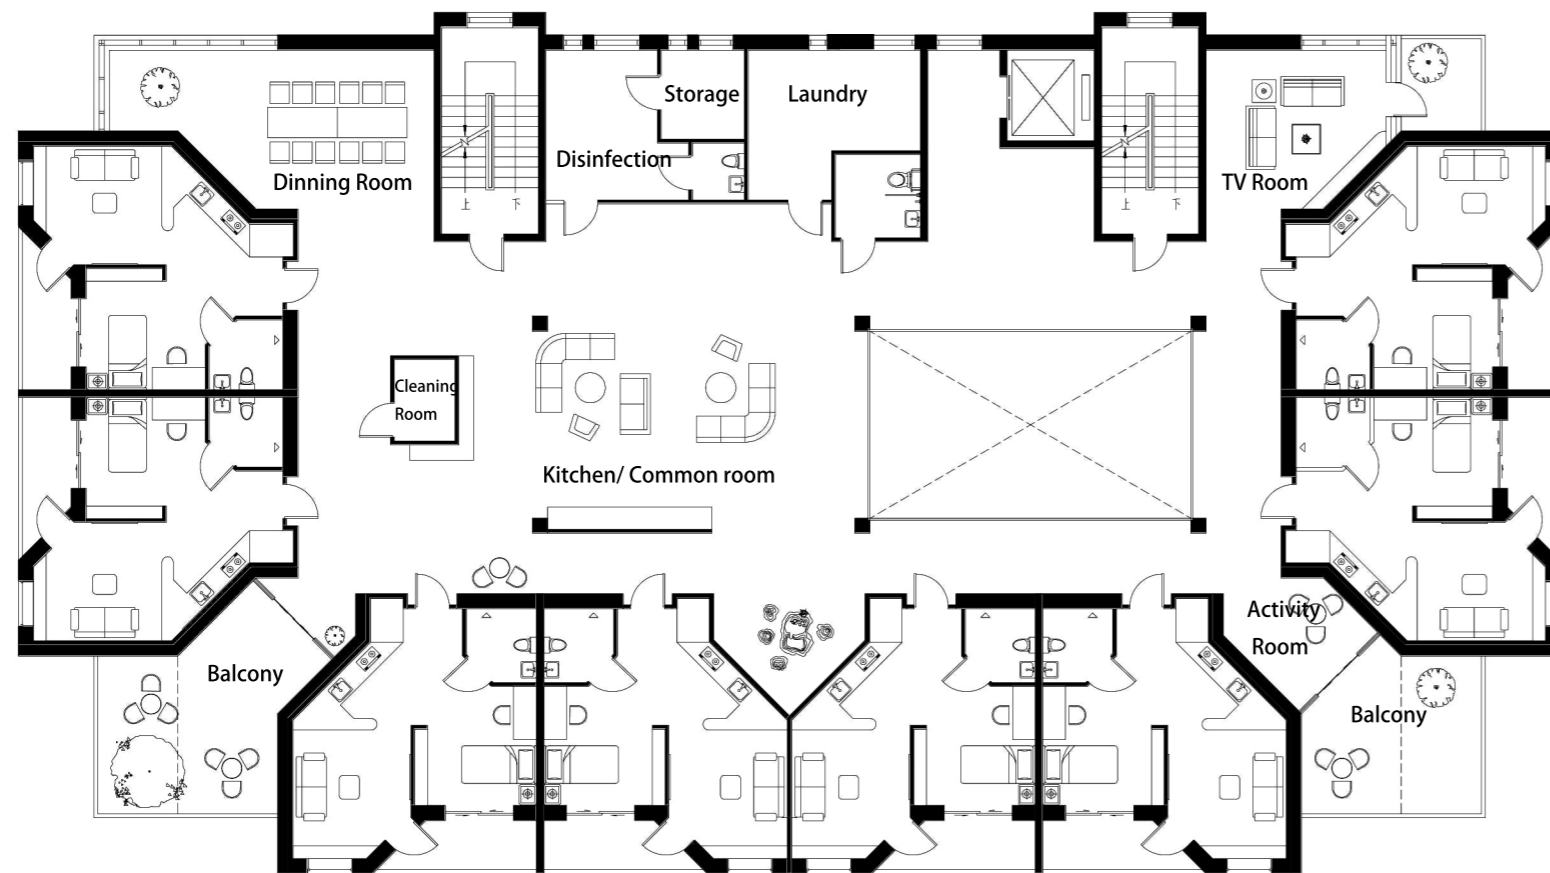 Storage
Laundry
Disinfection
Dinning Room
TV Room
上
下
上
下
Cleaning
Room
Kitchen/ Common room
Activity
Room
Balcony
Balcony